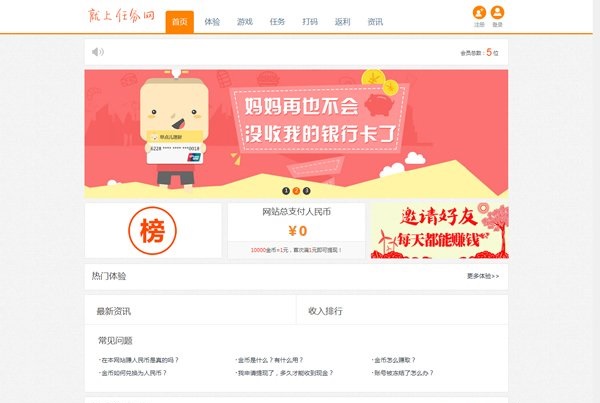 就上任务网
首页 体验 游戏 任务 打码 返利 资讯
注册 登录
会员总数：5 位
妈妈再也不会
没收我的银行卡了
6228 **** **** ***0018
1 2 3
榜
网站总支付人民币
¥0
10000金币=1元，首次满1元即可提现！
邀请好友
每天都能赚钱
热门体验
更多体验>>
最新资讯
收入排行
常见问题
·在本网站赚人民币是真的吗？
·金币是什么？有什么用？
·金币怎么赚取？
·金币如何兑换为人民币？
·我申请提现了，多久才能收到现金？
·账号被冻结了怎么办？